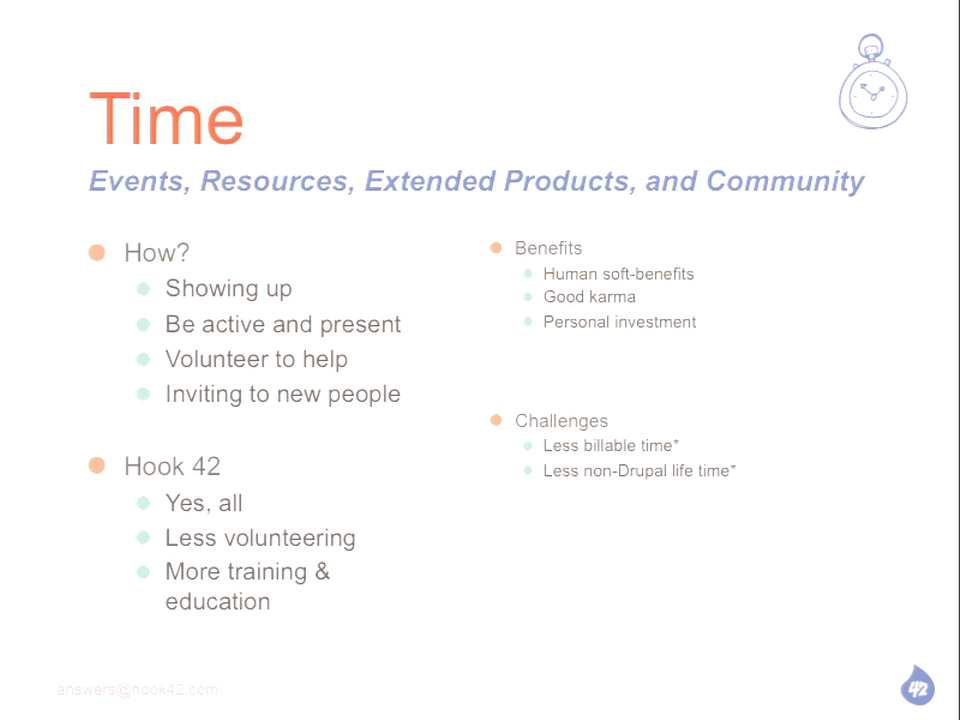 Time
Events, Resources, Extended Products, and Community
How?
Showing up
Be active and present
Volunteer to help
Inviting to new people
Hook 42
Yes, all
Less volunteering
More training &
education
Benefits
Human soft-benefits
Good karma
Personal investment
Challenges
Less billable time*
Less non-Drupal life time*
answers@hook42.com
42